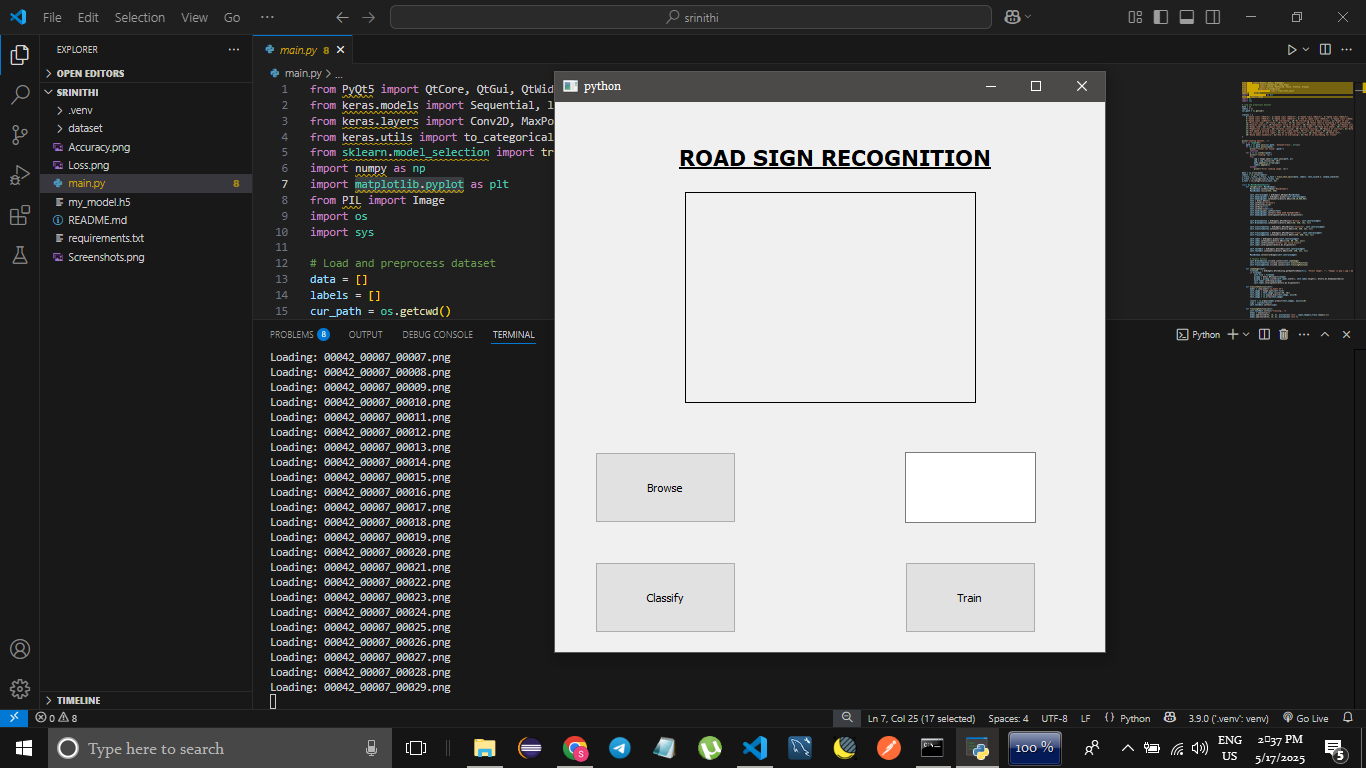 File Edit Selection View Go ··· srinithi
EXPLORER ···
OPEN EDITORS
SRINITHI
.venv
dataset
Accuracy.png
Loss.png
main.py 8
my_model.h5
README.md
requirements.txt
Screenshots.png
TIMELINE
main.py 8
main.py > ...
1 from PyQt5 import QtCore, QtGui, QtWid
2 from keras.models import Sequential, l
3 from keras.layers import Conv2D, MaxPo
4 from keras.utils import to_categorical
5 from sklearn.model_selection import tr
6 import numpy as np
7 import matplotlib.pyplot as plt
8 from PIL import Image
9 import os
10 import sys
11
12 # Load and preprocess dataset
13 data = []
14 labels = []
15 cur_path = os.getcwd()
PROBLEMS 8 OUTPUT DEBUG CONSOLE TERMINAL
Python
Loading: 00042_00007_00007.png
Loading: 00042_00007_00008.png
Loading: 00042_00007_00009.png
Loading: 00042_00007_00010.png
Loading: 00042_00007_00011.png
Loading: 00042_00007_00012.png
Loading: 00042_00007_00013.png
Loading: 00042_00007_00014.png
Loading: 00042_00007_00015.png
Loading: 00042_00007_00016.png
Loading: 00042_00007_00017.png
Loading: 00042_00007_00018.png
Loading: 00042_00007_00019.png
Loading: 00042_00007_00020.png
Loading: 00042_00007_00021.png
Loading: 00042_00007_00022.png
Loading: 00042_00007_00023.png
Loading: 00042_00007_00024.png
Loading: 00042_00007_00025.png
Loading: 00042_00007_00026.png
Loading: 00042_00007_00027.png
Loading: 00042_00007_00028.png
Loading: 00042_00007_00029.png
python
ROAD SIGN RECOGNITION
Browse
Classify
Train
0 8 Ln 7, Col 25 (17 selected) Spaces: 4 UTF-8 LF Python 3.9.0 ('.venv': venv) Go Live
Type here to search
S
100 %
ENG
US
2:37 PM
5/17/2025
5